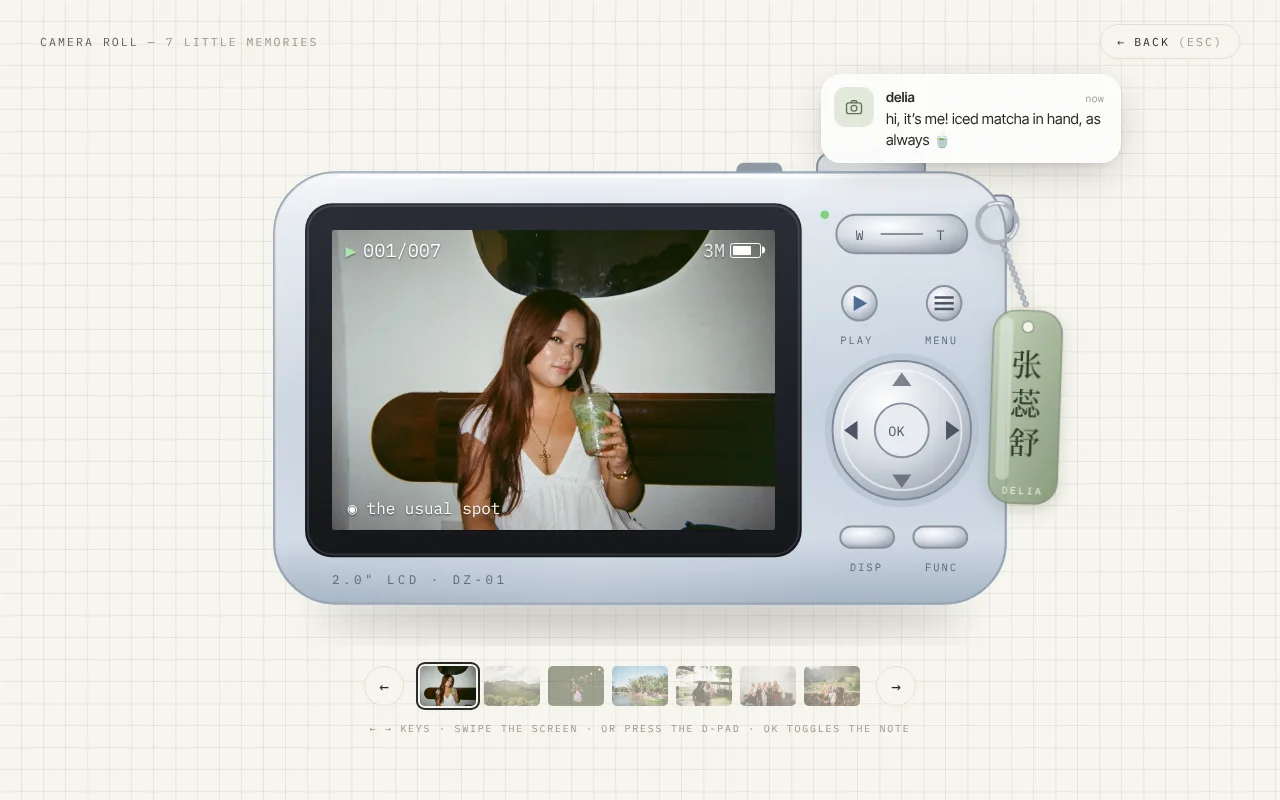 CAMERA ROLL — 7 LITTLE MEMORIES
← BACK (ESC)
delia
now
hi, it's me! iced matcha in hand, as
always 🍵
▶ 001/007
3M
W
T
PLAY
MENU
OK
张
蕊
舒
DELIA
◉ the usual spot
DISP
FUNC
2.0" LCD · DZ-01
←
→
← → KEYS · SWIPE THE SCREEN · OR PRESS THE D-PAD · OK TOGGLES THE NOTE